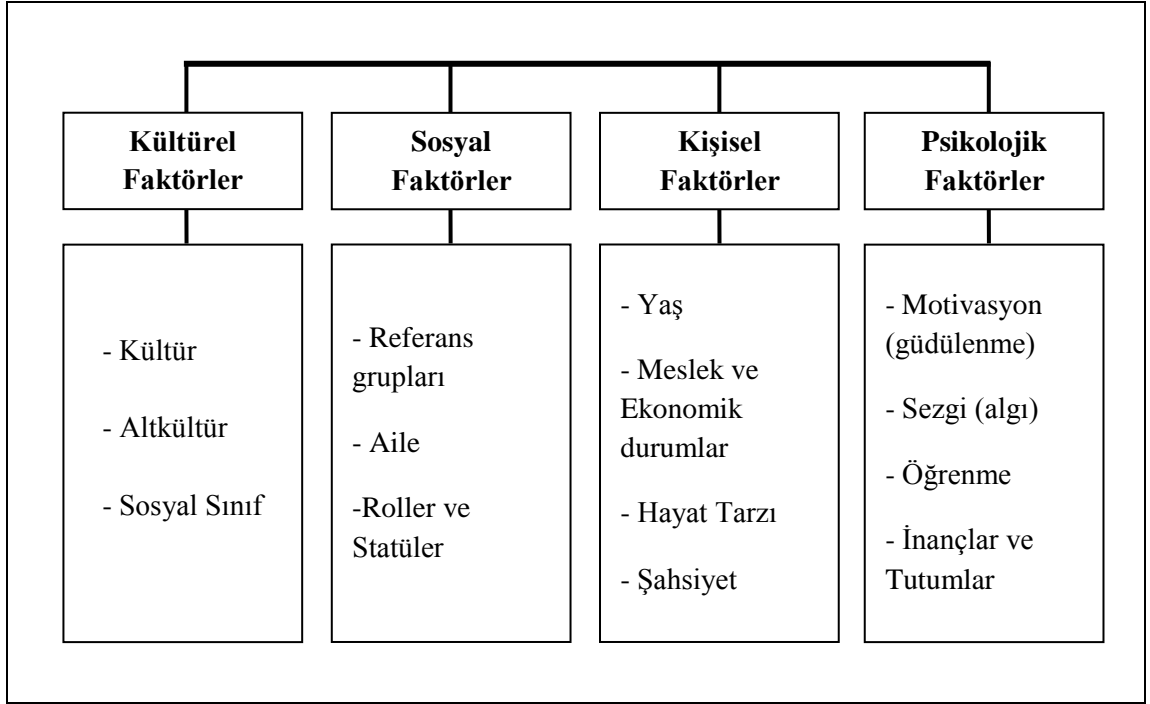 Kültürel
Faktörler
Sosyal
Faktörler
Kişisel
Faktörler
Psikolojik
Faktörler
- Kültür
- Altkültür
- Sosyal Sınıf
- Referans
grupları
- Aile
-Roller ve
Statüler
- Yaş
- Meslek ve
Ekonomik
durumlar
- Hayat Tarzı
- Şahsiyet
- Motivasyon
(güdülenme)
- Sezgi (algı)
- Öğrenme
- İnançlar ve
Tutumlar